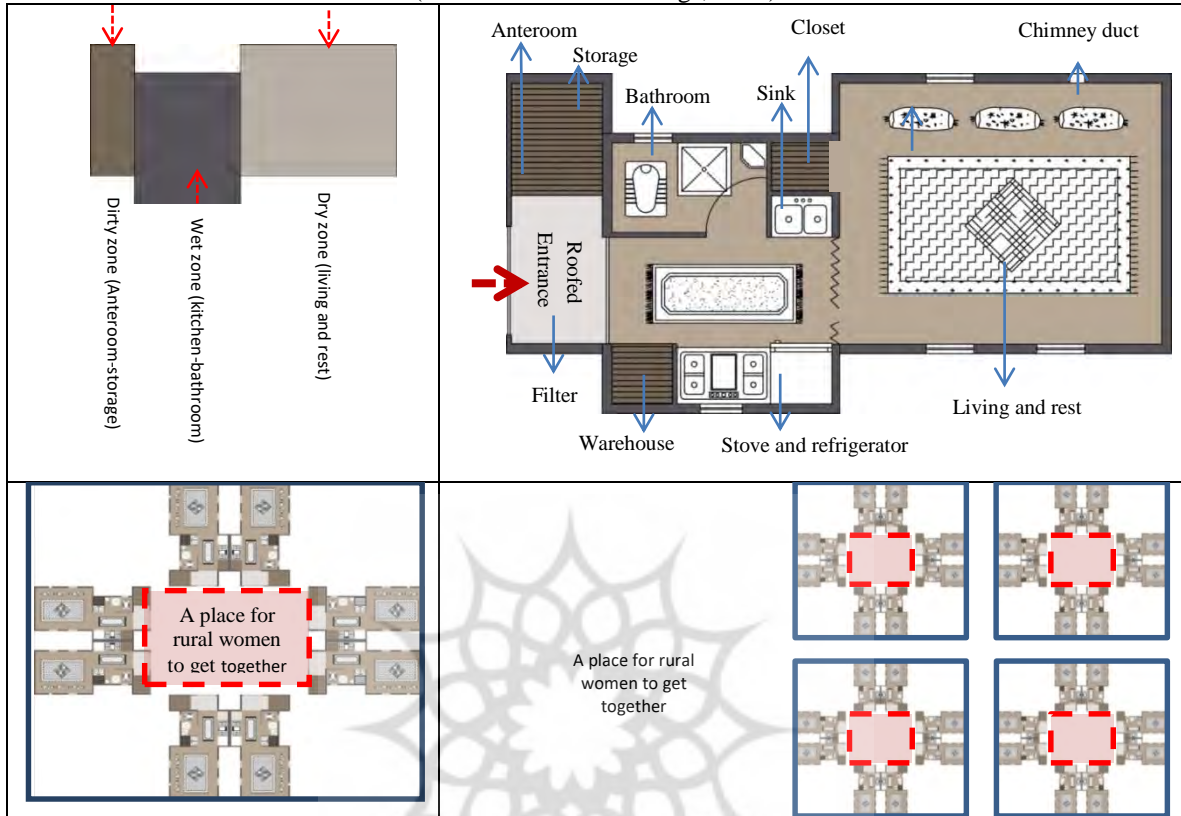 Dirty zone (Anteroom-storage)
Wet zone (kitchen-bathroom)
Dry zone (living and rest)
Anteroom
Storage
Closet
Chimney duct
Bathroom
Sink
Roofed
Entrance
Filter
Warehouse
Stove and refrigerator
Living and rest
A place for
rural women
to get together
A place for rural
women to get
together